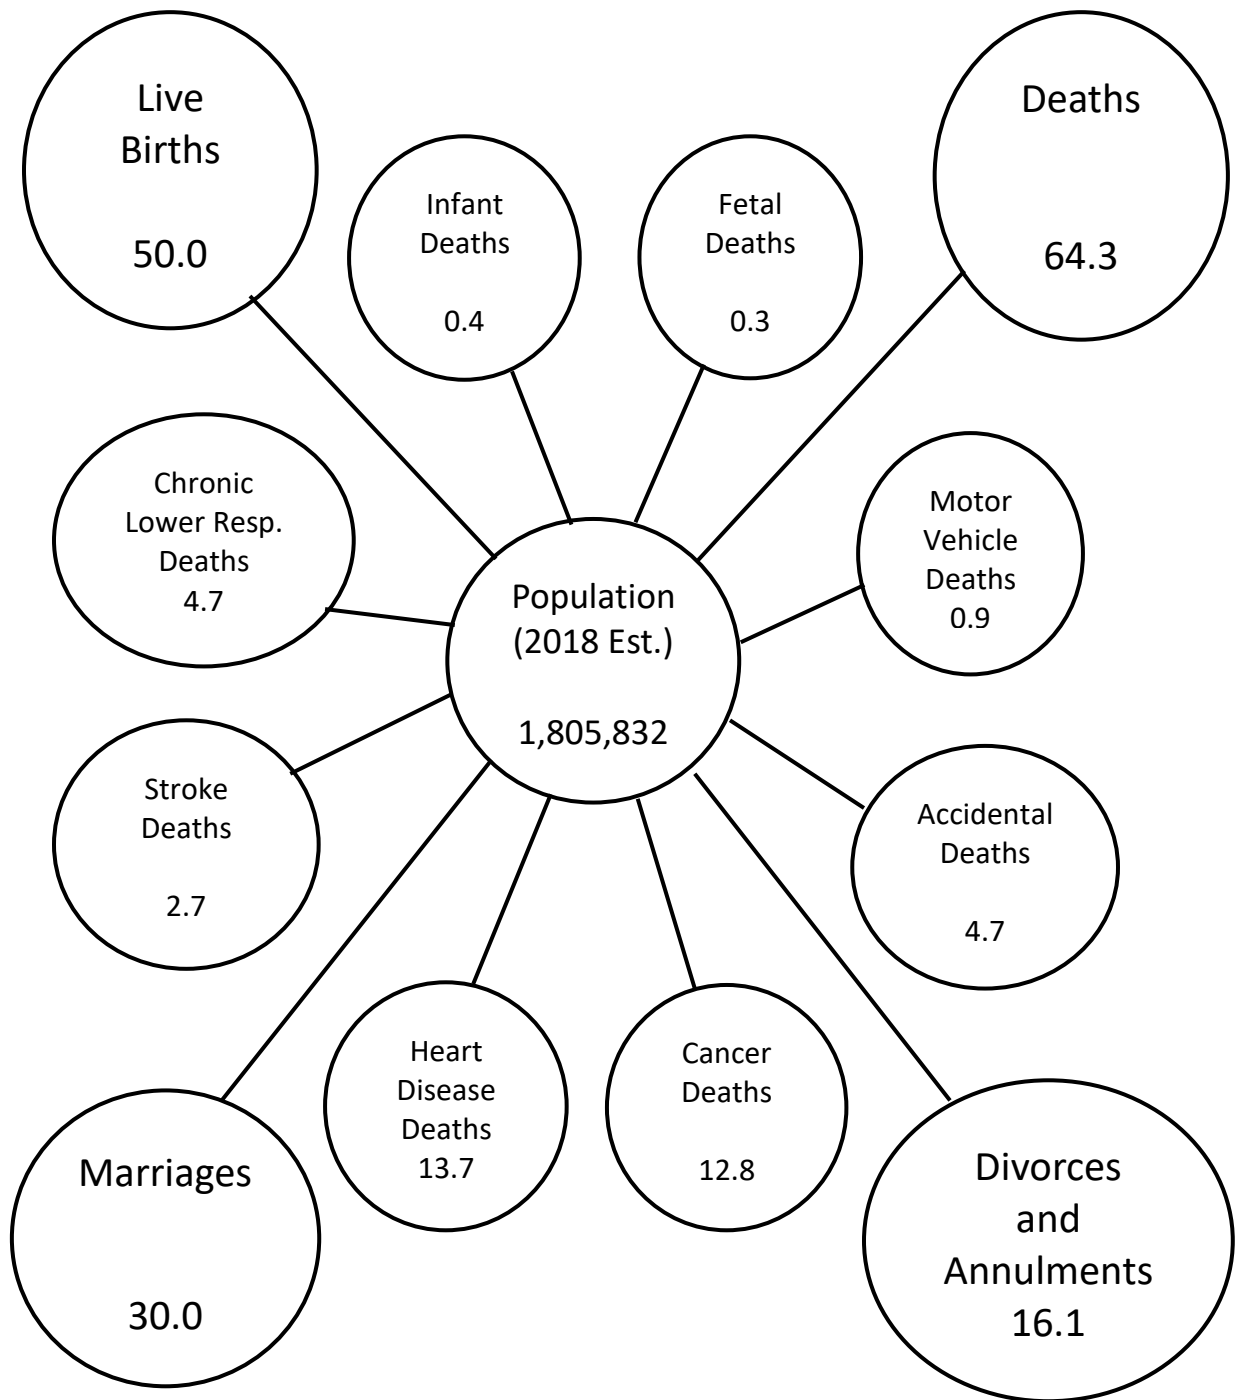 Live
Births
50.0
Infant
Deaths
0.4
Fetal
Deaths
0.3
Deaths
64.3
Chronic
Lower Resp.
Deaths
4.7
Population
(2018 Est.)
1,805,832
Motor
Vehicle
Deaths
0.9
Stroke
Deaths
2.7
Accidental
Deaths
4.7
Marriages
30.0
Heart
Disease
Deaths
13.7
Cancer
Deaths
12.8
Divorces
and
Annulments
16.1